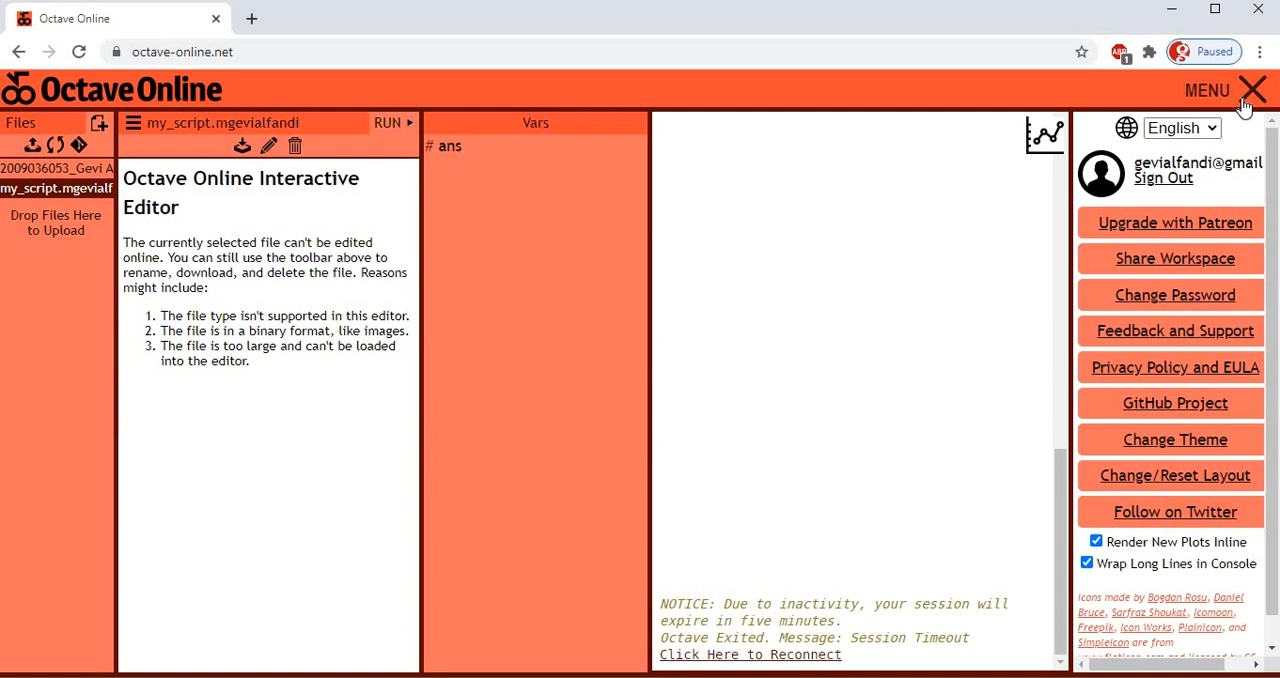 Octave Online
octave-online.net
ABP
1
Paused
Octave Online
MENU
Files
my_script.mgevialfandi
RUN
Vars
2009036053_Gevi A
my_script.mgevialf
Drop Files Here
to Upload
Octave Online Interactive
Editor
The currently selected file can't be edited
online. You can still use the toolbar above to
rename, download, and delete the file. Reasons
might include:
1. The file type isn't supported in this editor.
2. The file is in a binary format, like images.
3. The file is too large and can't be loaded
into the editor.
# ans
NOTICE: Due to inactivity, your session will
expire in five minutes.
Octave Exited. Message: Session Timeout
Click Here to Reconnect
English
gevialfandi@gmail
Sign Out
Upgrade with Patreon
Share Workspace
Change Password
Feedback and Support
Privacy Policy and EULA
GitHub Project
Change Theme
Change/Reset Layout
Follow on Twitter
Render New Plots Inline
Wrap Long Lines in Console
Icons made by Bogdan Rosu, Daniel
Bruce, Sarfraz Shoukat, Icomoon,
Freepik, Icon Works, Plainicon, and
Simpleicon are from